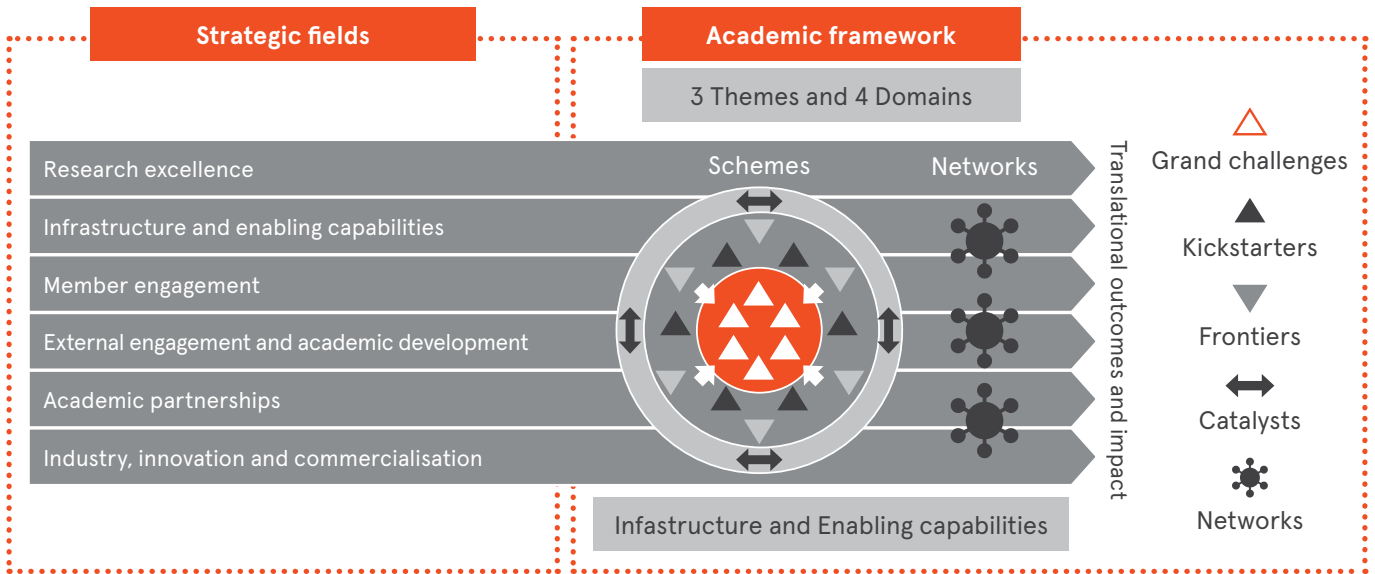 Strategic fields
Academic framework
3 Themes and 4 Domains
Research excellence
Infrastructure and enabling capabilities
Member engagement
External engagement and academic development
Academic partnerships
Industry, innovation and commercialisation
Schemes
Networks
Translational outcomes and impact
Infastructure and Enabling capabilities
Grand challenges
Kickstarters
Frontiers
Catalysts
Networks